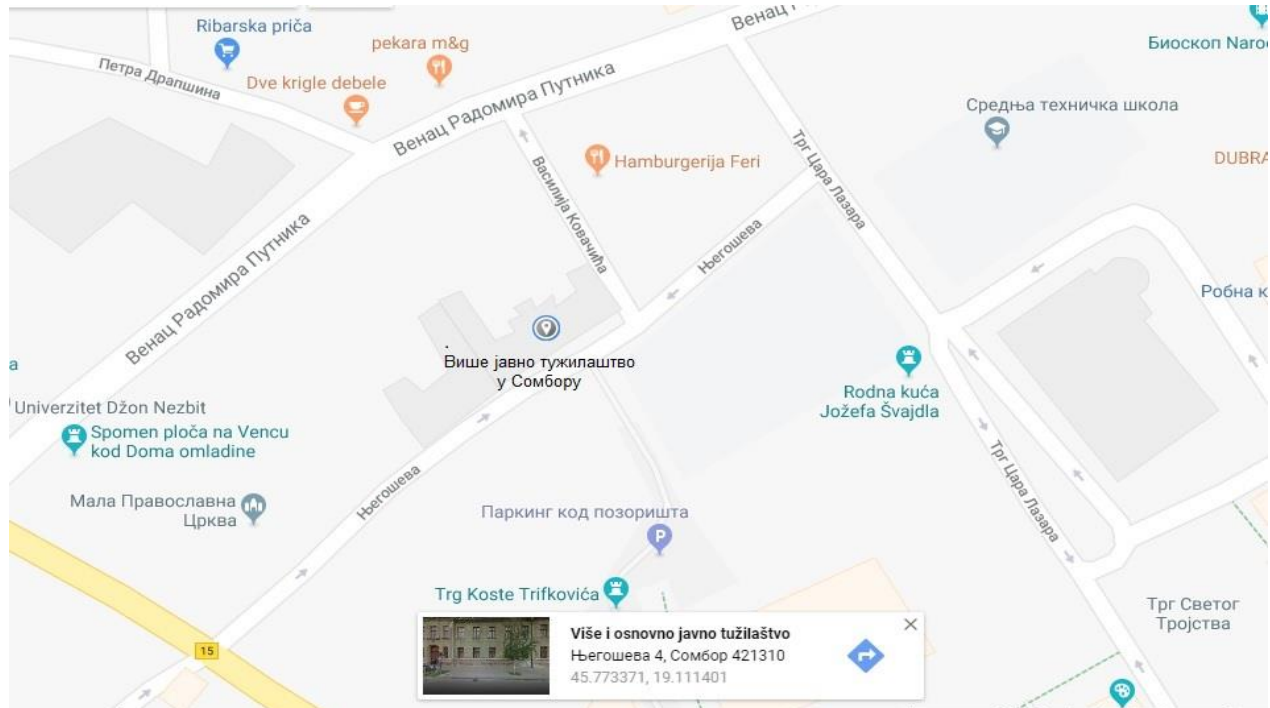 Венац
Ribarska priča
pekara m&g
Биоскоп
Петра Драпшина
Dve krigle debele
Венац Радомира Путника
Средња техничка школа
Трг Цара Лазара
Hamburgerija Feri
DUBRA
Василија Ковачића
Његошева
Венац Радомира Путника
Робна к
.
Више јавно тужилаштво
у Сомбору
a
Rodna kuća
Jožefa Švajdla
Univerzitet Džon Nezbit
Spomen ploča na Vencu
kod Doma omladine
Његошева
Трг Цара Лазара
Мала Православна
Црква
Паркинг код позоришта
P
Trg Koste Trifkovića
Трг Светог
Тројства
15
Više i osnovno javno tužilaštvo
Његошева 4, Сомбор 421310
45.773371, 19.111401